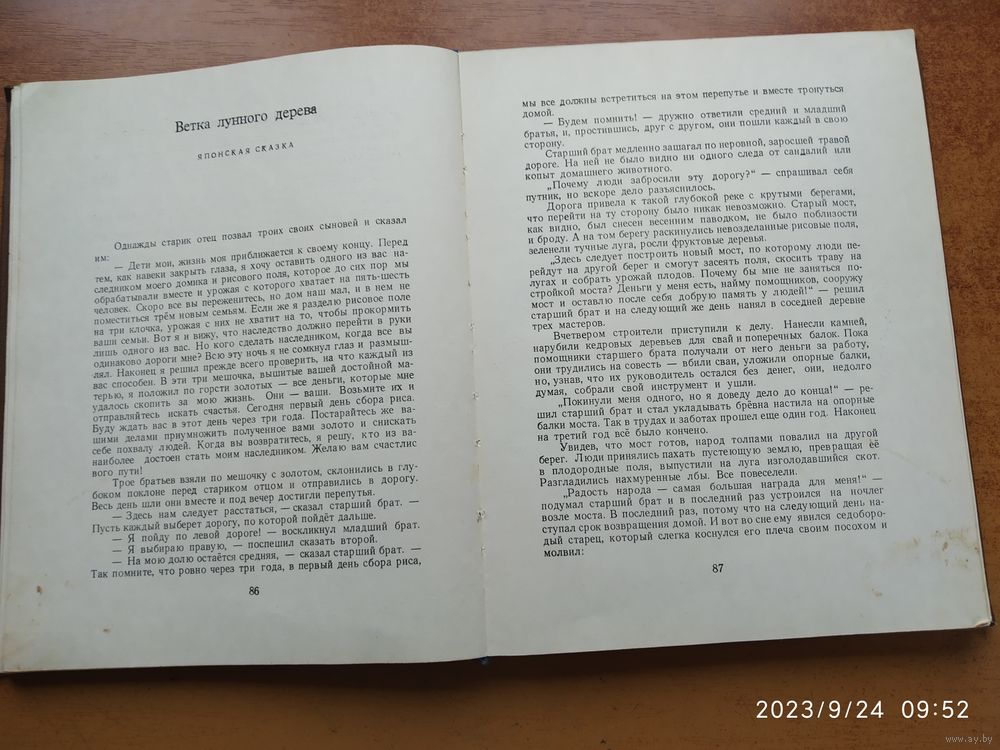 Ветка лунного дерева
ЯПОНСКАЯ СКАЗКА
Однажды старик отец позвал троих своих сыновей и сказал
им:
— Дети мои, жизнь моя приближается к своему концу. Перед
тем, как навеки закрыть глаза, я хочу оставить одного из вас на-
следником моего домика и рисового поля, которое до сих пор мы
обрабатывали вместе и урожая с которого хватает на пять-шесть
человек. Скоро все вы переженитесь, но дом наш мал, и в нем не
поместиться трём новым семьям. Если же я разделю рисовое поле
на три клочка, урожая с них не хватит на то, чтобы прокормить
ваши семьи. Вот я и вижу, что наследство должно перейти в руки
лишь одного из вас. Но кого сделать наследником, когда все вы
одинаково дороги мне? Всю эту ночь я не сомкнул глаз и размыш-
лял. Наконец я решил прежде всего проверить, на что каждый из
вас способен. В эти три мешочка, вышитые вашей достойной ма-
терью, я положил по горсти золотых — все деньги, которые мне
удалось скопить за мою жизнь. Они — ваши. Возьмите их и
отправляйтесь искать счастья. Сегодня первый день сбора риса.
Буду ждать вас в этот день через три года. Постарайтесь же ва-
шими делами приумножить полученное вами золото и снискать
себе похвалу людей. Когда вы возвратитесь, я решу, кто из вас
наиболее достоен стать моим наследником. Желаю вам счастлис
вого пути!
Трое братьев взяли по мешочку с золотом, склонились в глу-
боком поклоне перед стариком отцом и отправились в дорогу.
Весь день шли они вместе и под вечер достигли перепутья.
— Здесь нам следует расстаться, — сказал старший брат. —
Пусть каждый выберет дорогу, по которой пойдёт дальше.
— Я пойду по левой дороге! — воскликнул младший брат.
— Я выбираю правую, — поспешил сказать второй.
— На мою долю остаётся средняя, — сказал старший брат. —
Так помните, что ровно через три года, в первый день сбора риса,
86
мы все должны встретиться на этом перепутье и вместе тронуться
домой.
— Будем помнить! — дружно ответили средний и младший
братья, и, простившись, друг с другом, они пошли каждый в свою
сторону.
Старший брат медленно зашагал по неровной, заросшей травой
дороге. На ней не было видно ни одного следа от сандалий или
копыт домашнего животного.
„Почему люди забросили эту дорогу?“ — спрашивал себя
путник, но вскоре дело разъяснилось.
Дорога привела к такой глубокой реке с крутыми берегами,
что перейти на ту сторону было никак невозможно. Старый мост,
как видно, был снесен весенним паводком, не было поблизости
и броду. А на том берегу раскинулись невозделанные рисовые поля,
зеленели тучные луга, росли фруктовые деревья.
„Здесь следует построить новый мост, по которому люди пе-
рейдут на другой берег и смогут засеять поля, скосить траву на
лугах и собрать урожай плодов. Почему бы мне не заняться по-
стройкой моста? Деньги у меня есть, найму помощников, сооружу
мост и оставлю после себя добрую память у людей!“ — решил
старший брат и на следующий же день нанял в соседней деревне
трех мастеров.
Вчетвером строители приступили к делу. Нанесли камней,
нарубили кедровых деревьев для свай и поперечных балок. Пока
помощники старшего брата получали от него деньги за работу,
они трудились на совесть — вбили сваи, уложили опорные балки,
но, узнав, что их руководитель остался без денег, они, недолго
думая, собрали свой инструмент и ушли.
„Покинули меня одного, но я доведу дело до конца!“ — ре-
шил старший брат и стал укладывать брёвна настила на опорные
балки моста. Так в трудах и заботах прошел еще один год. Наконец
на третий год всё было кончено.
Увидев, что мост готов, народ толпами повалил на другой
берег. Люди принялись пахать пустеющую землю, превращая её
в плодородные поля, выпустили на луга изголодавшийся скот.
Разгладились нахмуренные лбы. Все повеселели.
„Радость народа — самая большая награда для меня!“ —
подумал старший брат и в последний раз устроился на ночлег
возле моста. В последний раз, потому что на следующий день на-
ступал срок возвращения домой. И вот во сне ему явился седоборо-
дый старец, который слегка коснулся его плеча своим посохом и
молвил:
87
2023/9/24 09:52
www.ay.by